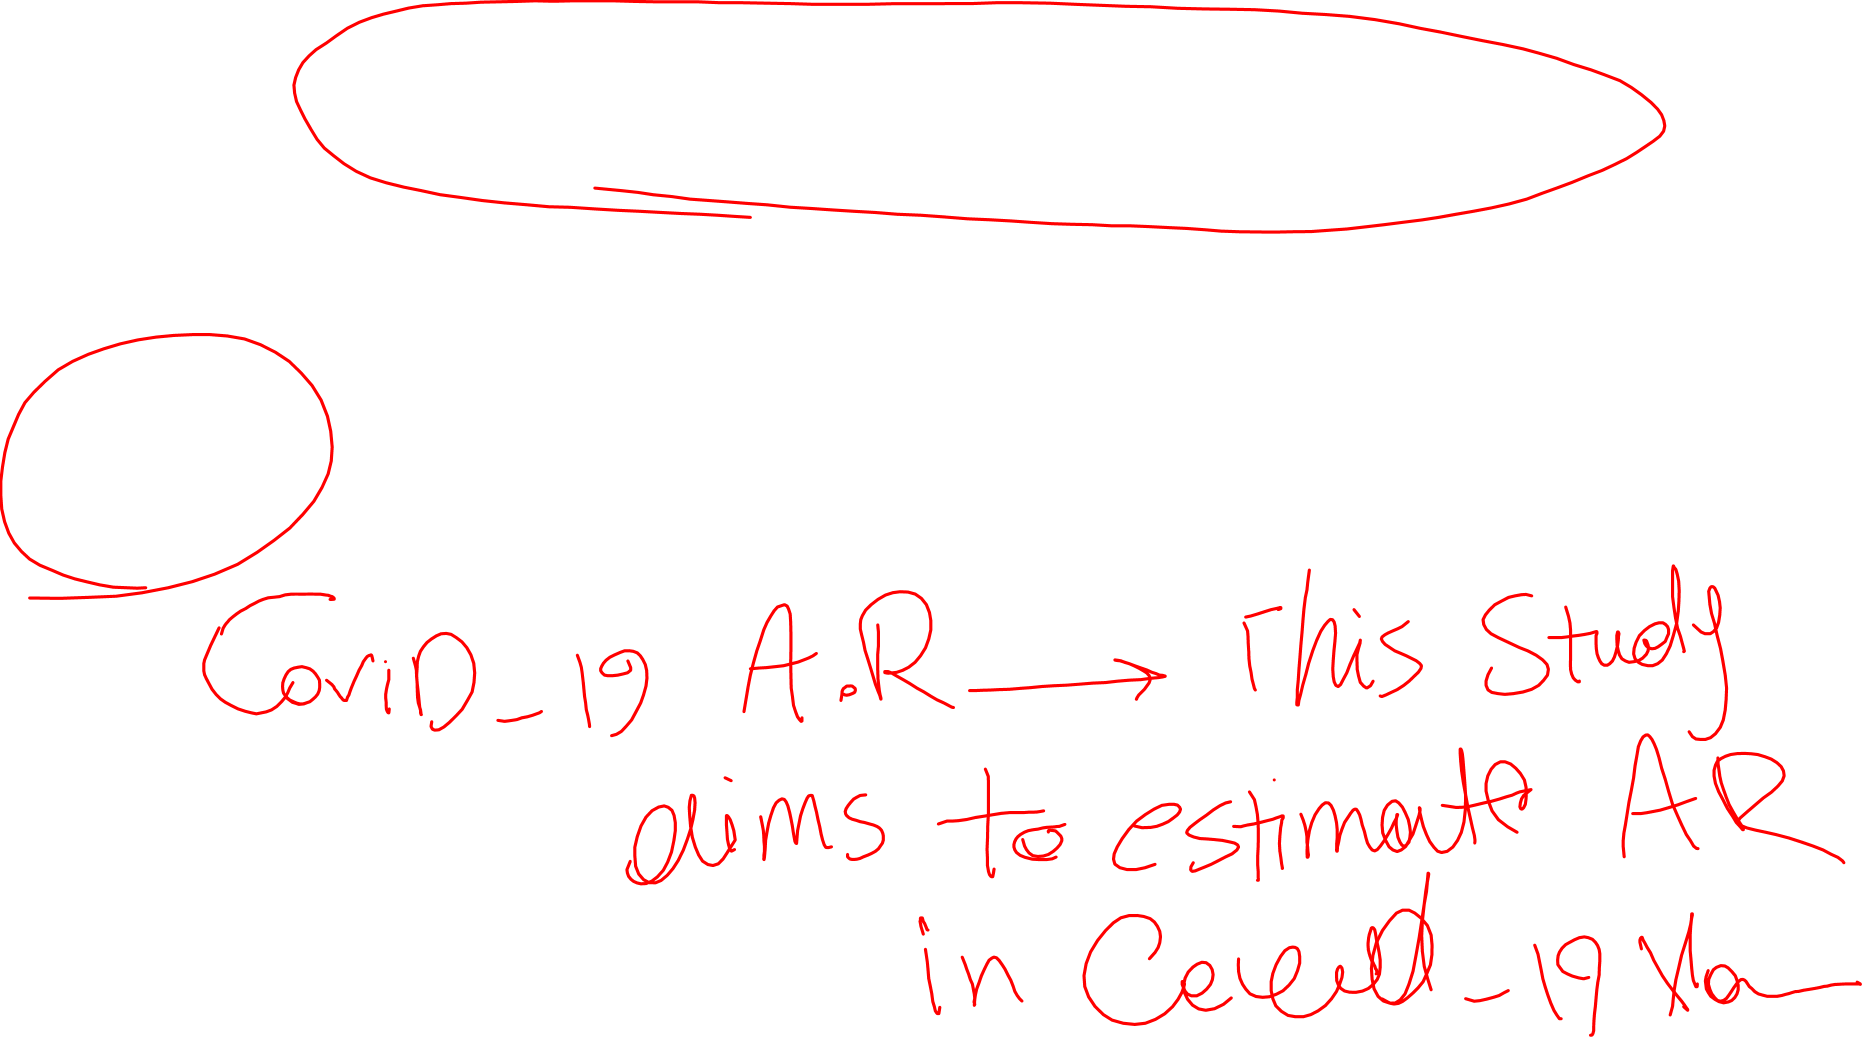 CoviD_19 A.R → This Study
aims to estimate AR
in Covid_19